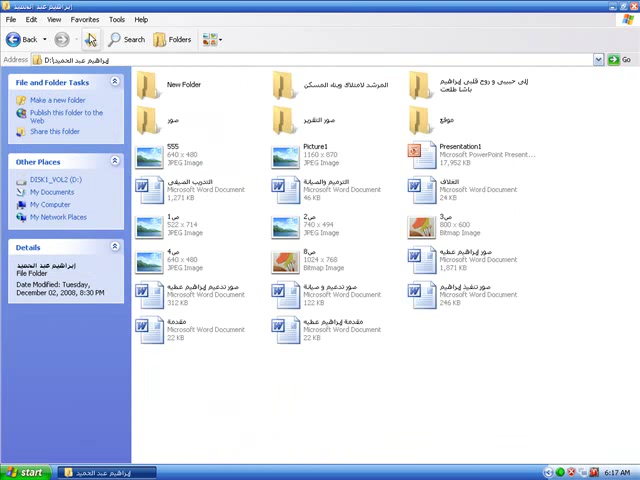 إبراهيم عبد الحميد
File Edit View Favorites Tools Help
Back Search Folders
Address D:\إبراهيم عبد الحميد Go
File and Folder Tasks
Make a new folder
Publish this folder to the
Web
Share this folder
Other Places
DISK1_VOL2 (D:)
My Documents
My Computer
My Network Places
Details
إبراهيم عبد الحميد
File Folder
Date Modified: Tuesday,
December 02, 2008, 8:30 PM
New Folder
المرشد لامتلاك وبناء المسكن
إلى حبيبي و روح قلبي إبراهيم
باشا طلعت
صور
صور التقرير
موقع
555
640 x 480
JPEG Image
Picture1
1160 x 870
JPEG Image
Presentation1
Microsoft PowerPoint Present...
17,952 KB
التدريب الصيفى
Microsoft Word Document
1,271 KB
الترميم والصيانة
Microsoft Word Document
46 KB
الغلاف
Microsoft Word Document
24 KB
ص1
522 x 714
JPEG Image
ص2
740 x 494
JPEG Image
ص3
800 x 600
Bitmap Image
ص4
640 x 480
JPEG Image
ص8
1024 x 768
Bitmap Image
صور إبراهيم عطيه
Microsoft Word Document
1,871 KB
صور تدعيم إبراهيم عطيه
Microsoft Word Document
312 KB
صور تدعيم و صيانة
Microsoft Word Document
122 KB
صور تنفيذ إبراهيم
Microsoft Word Document
246 KB
مقدمة
Microsoft Word Document
22 KB
مقدمة إبراهيم عطيه
Microsoft Word Document
22 KB
start إبراهيم عبد الحميد 6:17 AM